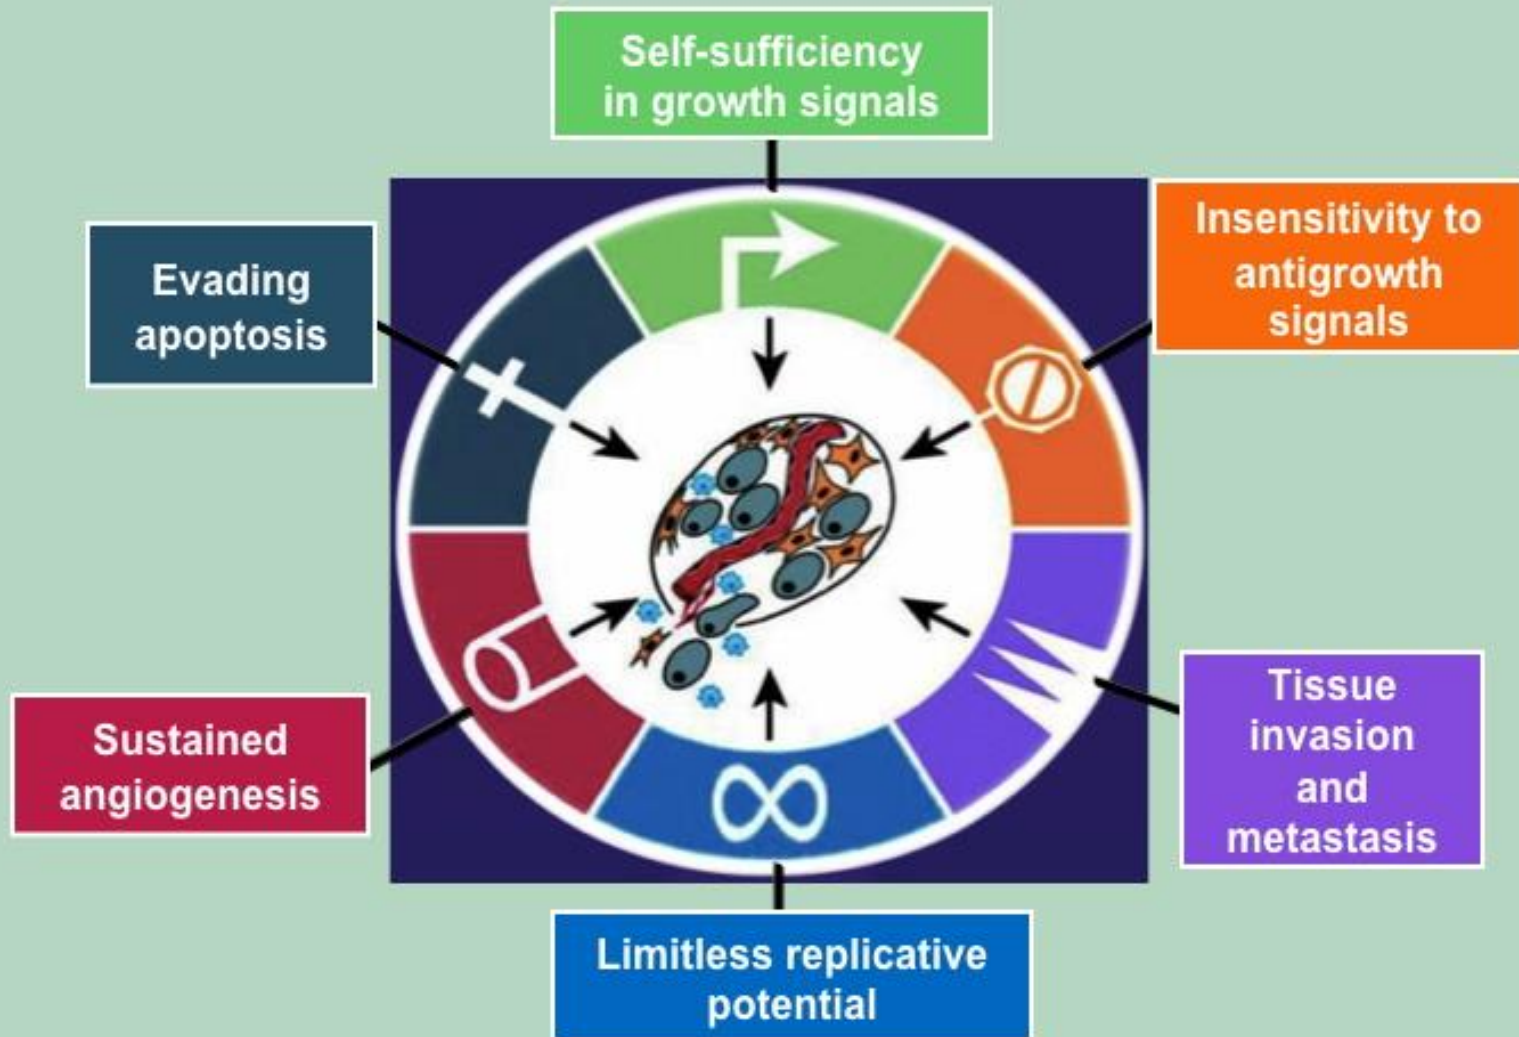 Self-sufficiency
in growth signals
Insensitivity to
antigrowth
signals
Evading
apoptosis
Sustained
angiogenesis
Tissue
invasion
and
metastasis
Limitless replicative
potential